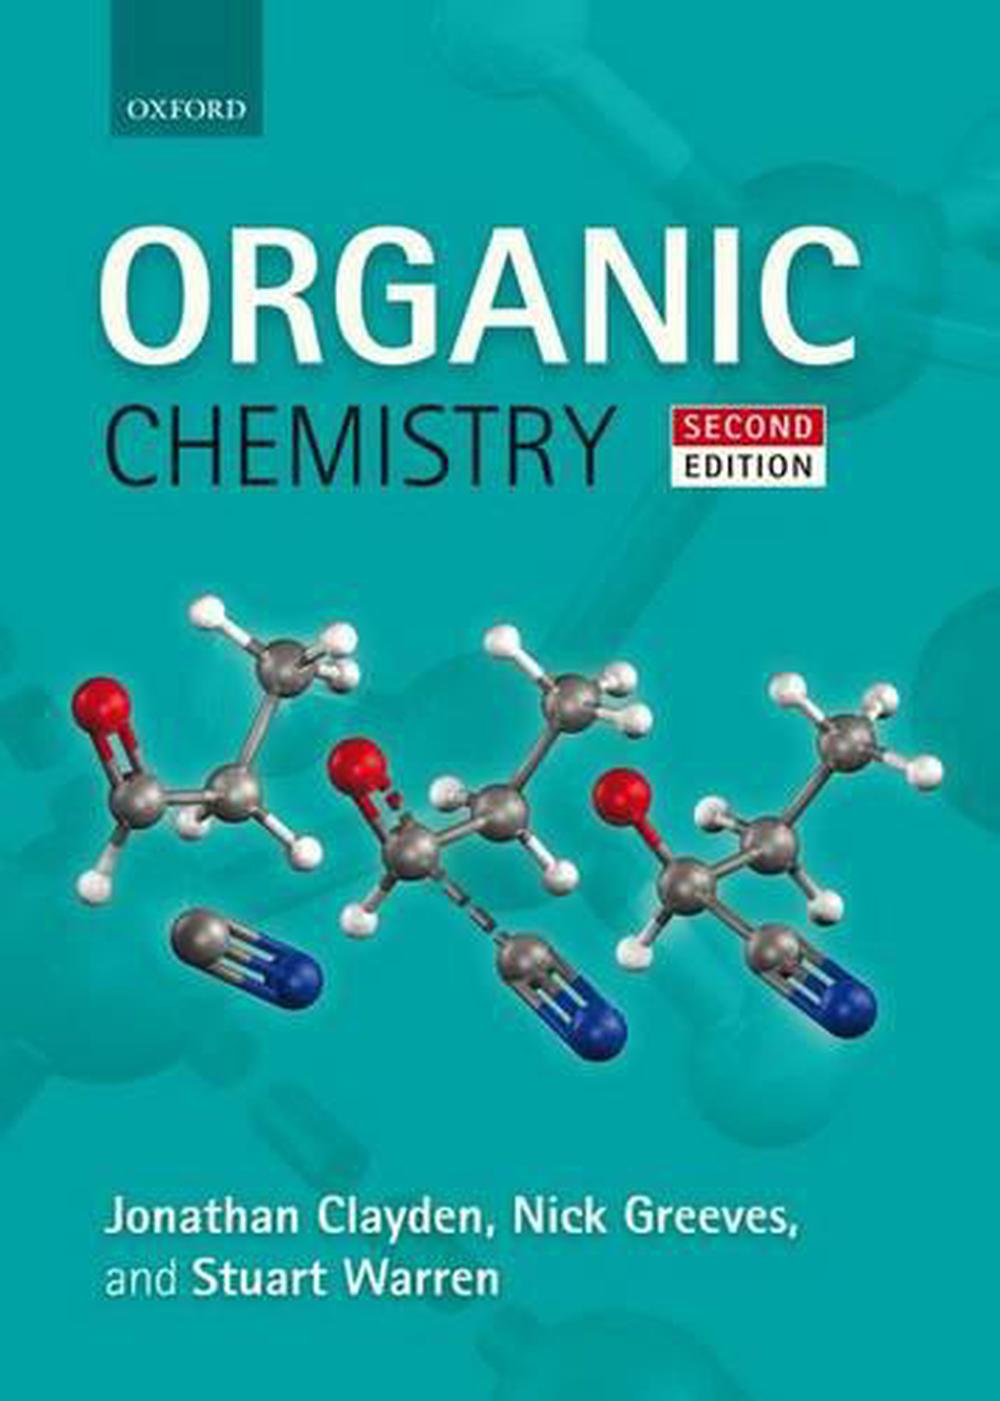 OXFORD
ORGANIC
CHEMISTRY
SECOND
EDITION
Jonathan Clayden, Nick Greeves,
and Stuart Warren